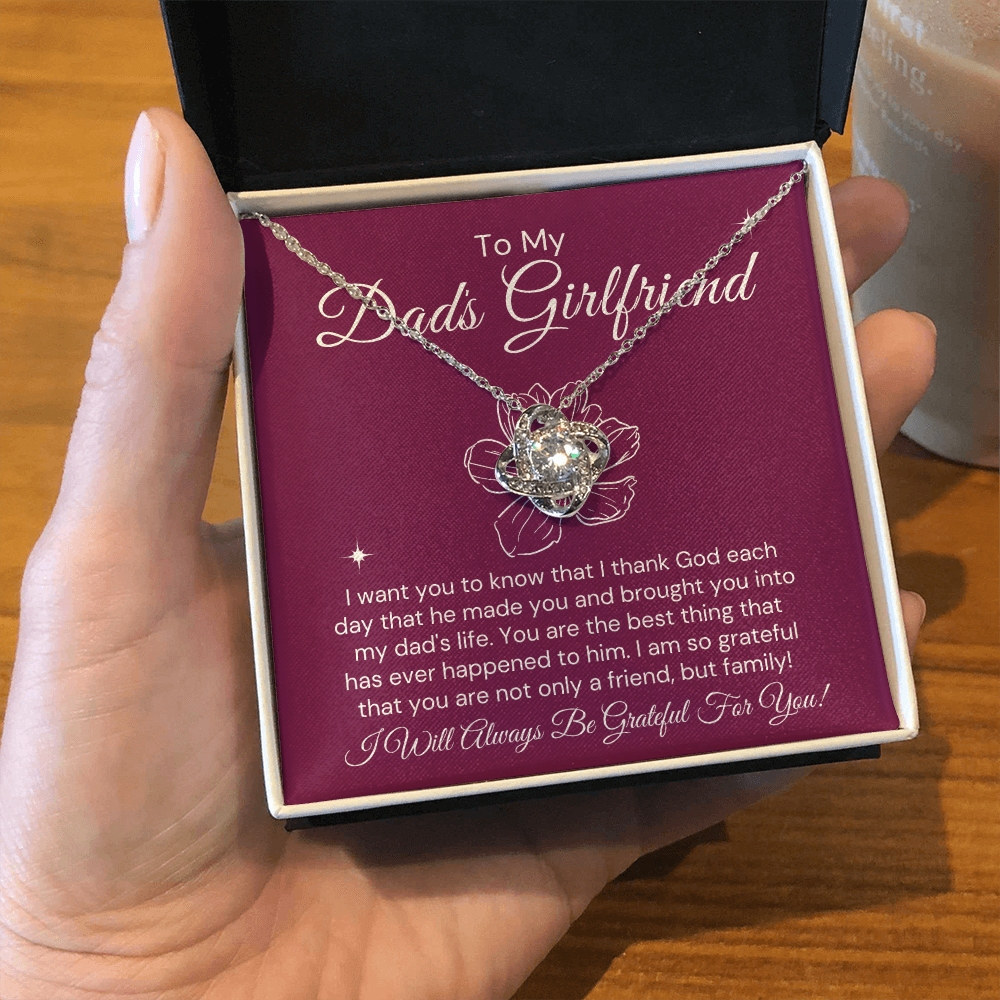 To My
Dad's Girlfriend
I want you to know that I thank God each
day that he made you and brought you into
my dad's life. You are the best thing that
has ever happened to him. I am so grateful
that you are not only a friend, but family!
I Will Always Be Grateful For You!
first